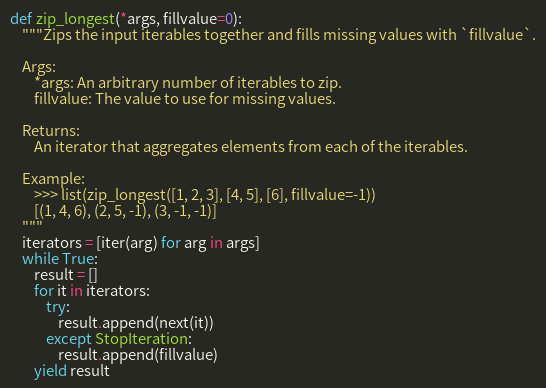 def zip_longest(*args, fillvalue=0):
    """Zips the input iterables together and fills missing values with `fillvalue`.

    Args:
        *args: An arbitrary number of iterables to zip.
        fillvalue: The value to use for missing values.

    Returns:
        An iterator that aggregates elements from each of the iterables.

    Example:
        >>> list(zip_longest([1, 2, 3], [4, 5], [6], fillvalue=-1))
        [(1, 4, 6), (2, 5, -1), (3, -1, -1)]
    """
    iterators = [iter(arg) for arg in args]
    while True:
        result = []
        for it in iterators:
            try:
                result.append(next(it))
            except StopIteration:
                result.append(fillvalue)
        yield result